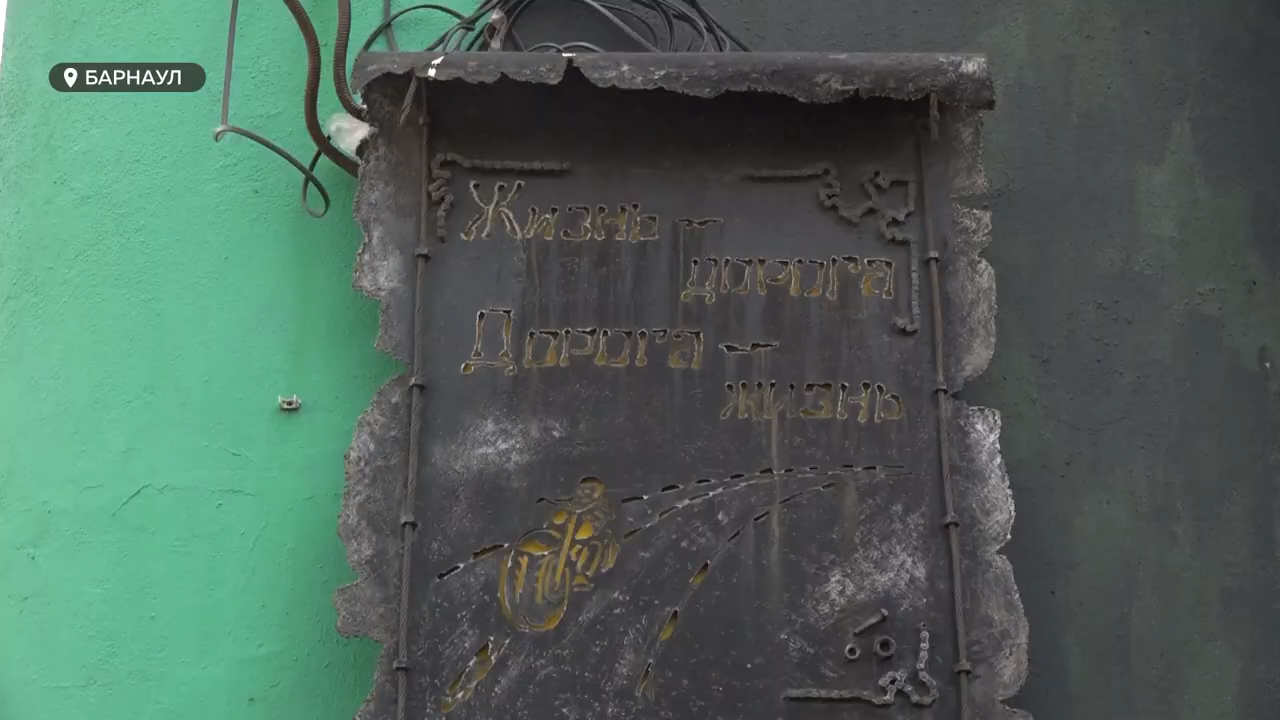 БАРНАУЛ
Жизнь –
дорога
Дорога –
жизнь